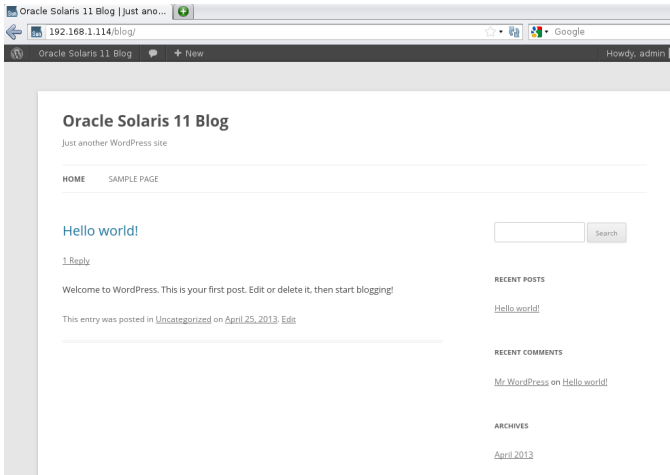 Oracle Solaris 11 Blog | Just ano...
192.168.1.114/blog/
Google
Oracle Solaris 11 Blog
+ New
Howdy, admin
Oracle Solaris 11 Blog
Just another WordPress site
HOME
SAMPLE PAGE
Hello world!
1 Reply
Welcome to WordPress. This is your first post. Edit or delete it, then start blogging!
This entry was posted in Uncategorized on April 25, 2013. Edit
Search
RECENT POSTS
Hello world!
RECENT COMMENTS
Mr WordPress on Hello world!
ARCHIVES
April 2013